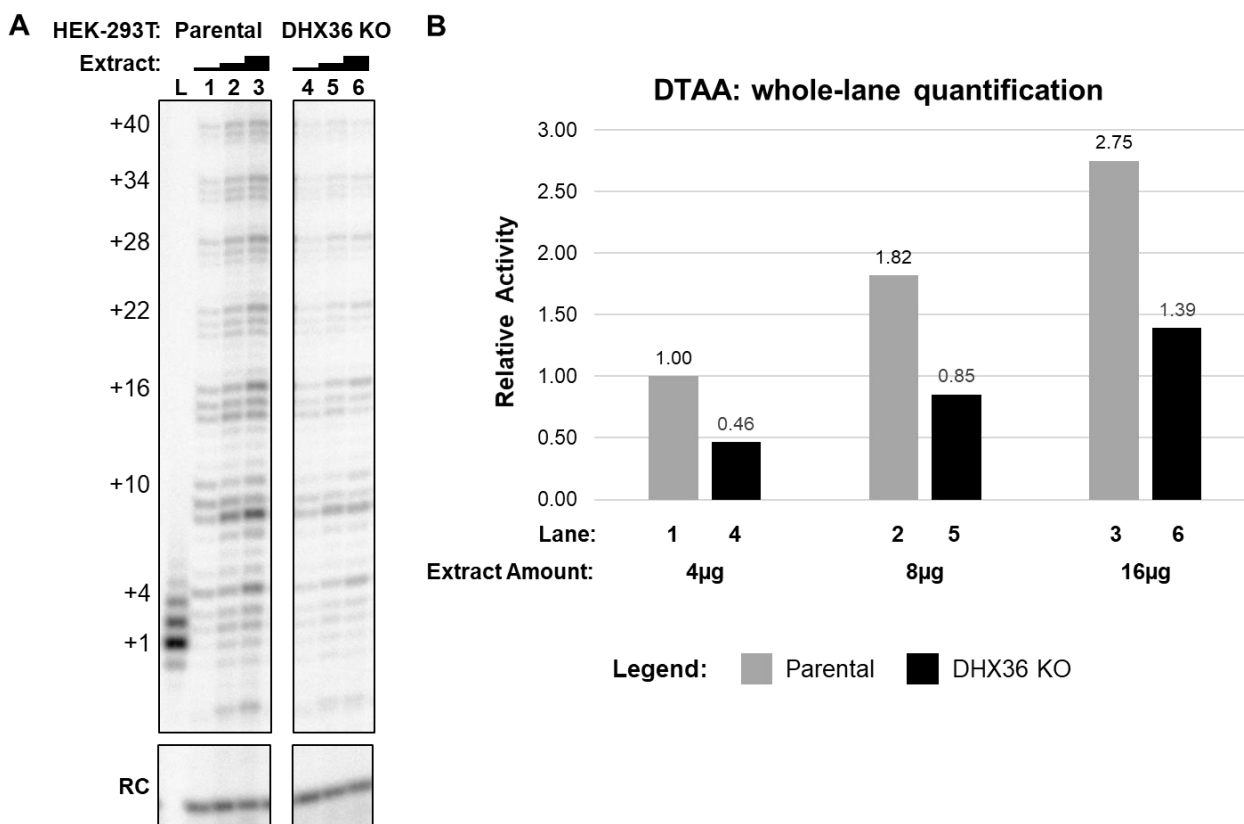 A
HEK-293T: Parental DHX36 KO
Extract:
L 1 2 3 4 5 6
+40
+34
+28
+22
+16
+10
+4
+1
RC
B
DTAA: whole-lane quantification
Relative Activity
3.00
2.50
2.00
1.50
1.00
0.50
0.00
1.00
0.46
1.82
0.85
2.75
1.39
Lane: 1 4 2 5 3 6
Extract Amount: 4µg 8µg 16µg
Legend: Parental DHX36 KO